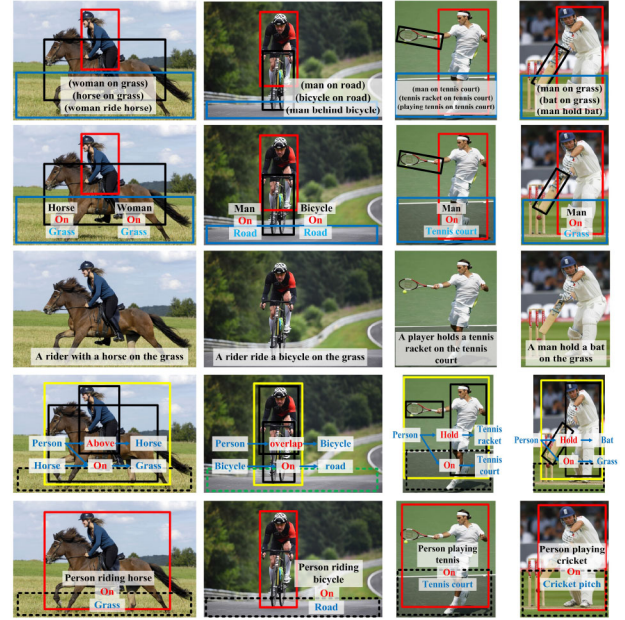 (woman on grass)
(horse on grass)
(woman ride horse)
(man on road)
(bicycle on road)
(man behind bicycle)
(man on tennis court)
(tennis racket on tennis court)
(playing tennis on tennis court)
(man on grass)
(bat on grass)
(man hold bat)
Horse Woman
On On
Grass Grass
Man Bicycle
On On
Road Road
Man
On
Tennis court
Man
On
Grass
A rider with a horse on the grass
A rider ride a bicycle on the grass
A player holds a tennis
racket on the tennis
court
A man hold a bat
on the grass
Person Above Horse
Horse On Grass
Person overlap Bicycle
Bicycle On road
Person Hold Tennis
racket
On Tennis
court
Person Hold Bat
On Grass
Person riding horse
On
Grass
Person riding
bicycle
On
Road
Person playing
tennis
On
Tennis court
Person playing
cricket
On
Cricket pitch